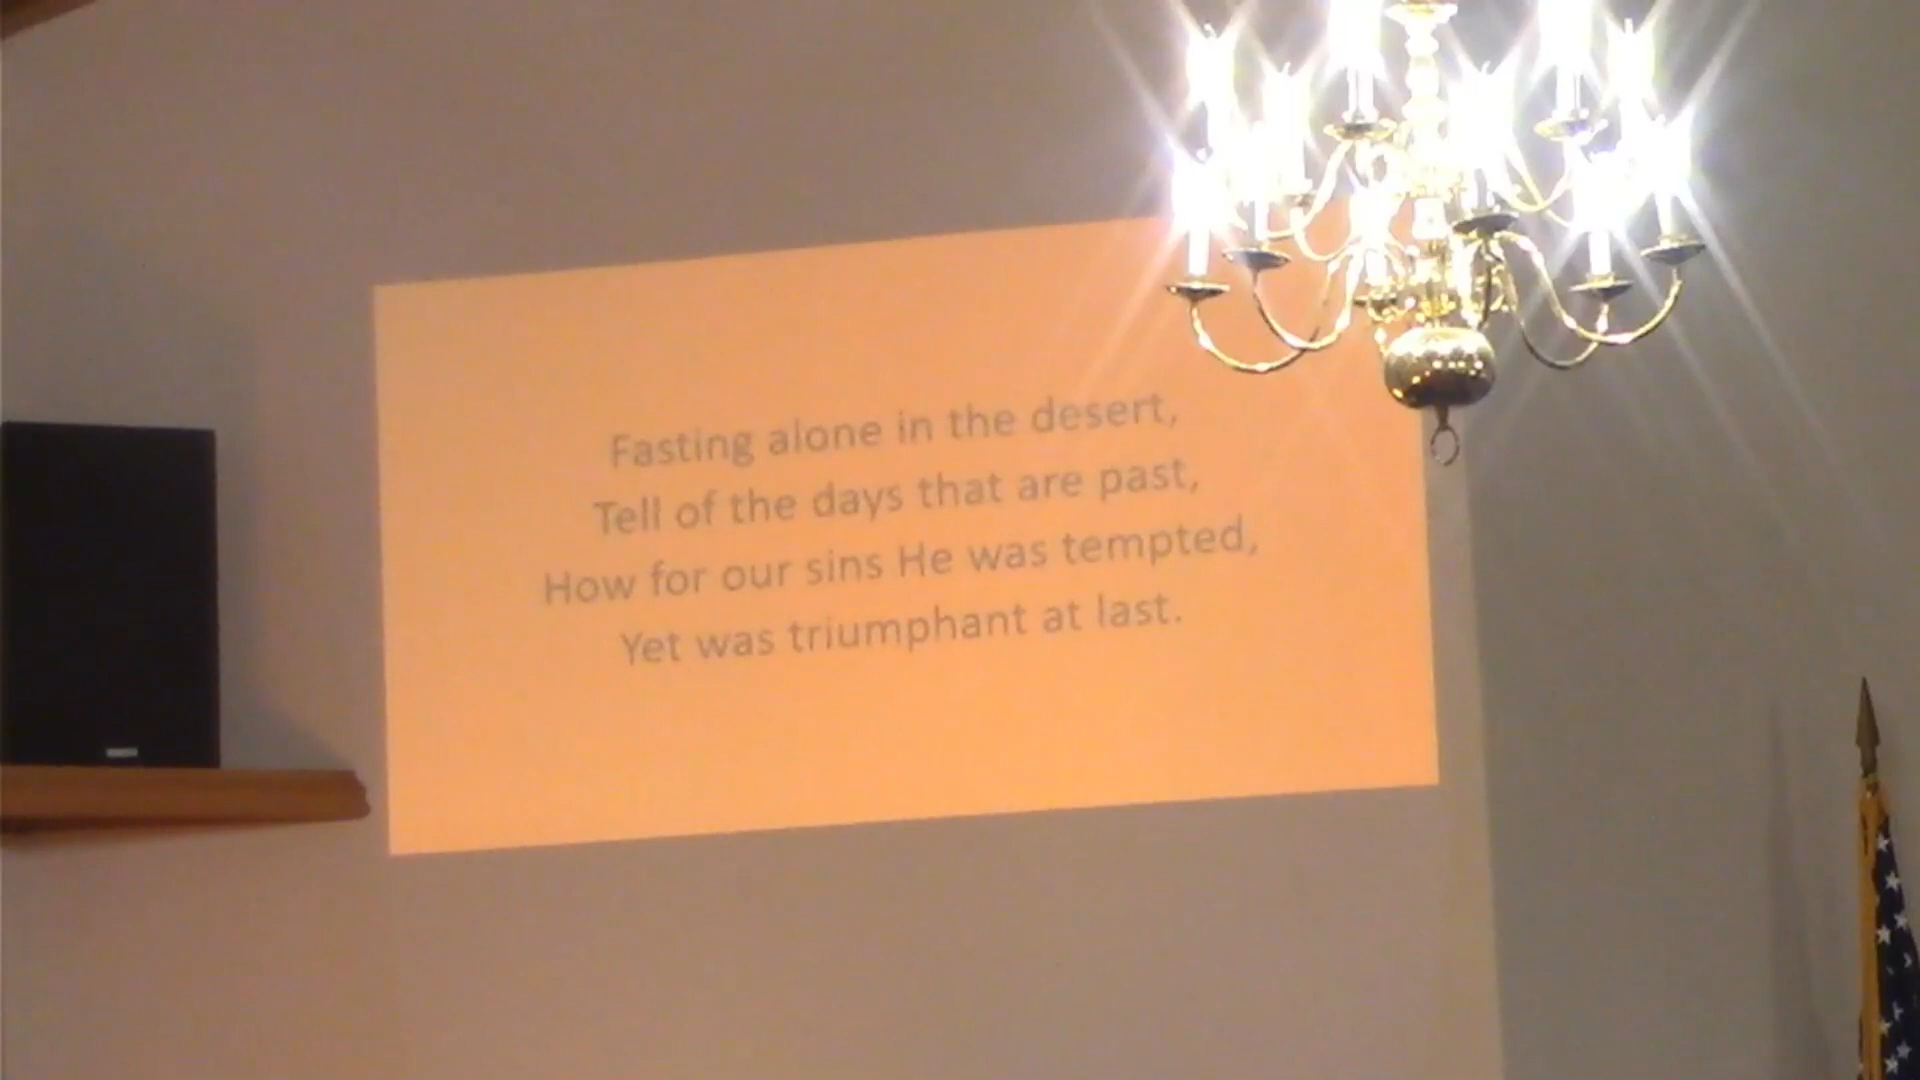 Fasting alone in the desert,
Tell of the days that are past,
How for our sins He was tempted,
Yet was triumphant at last.